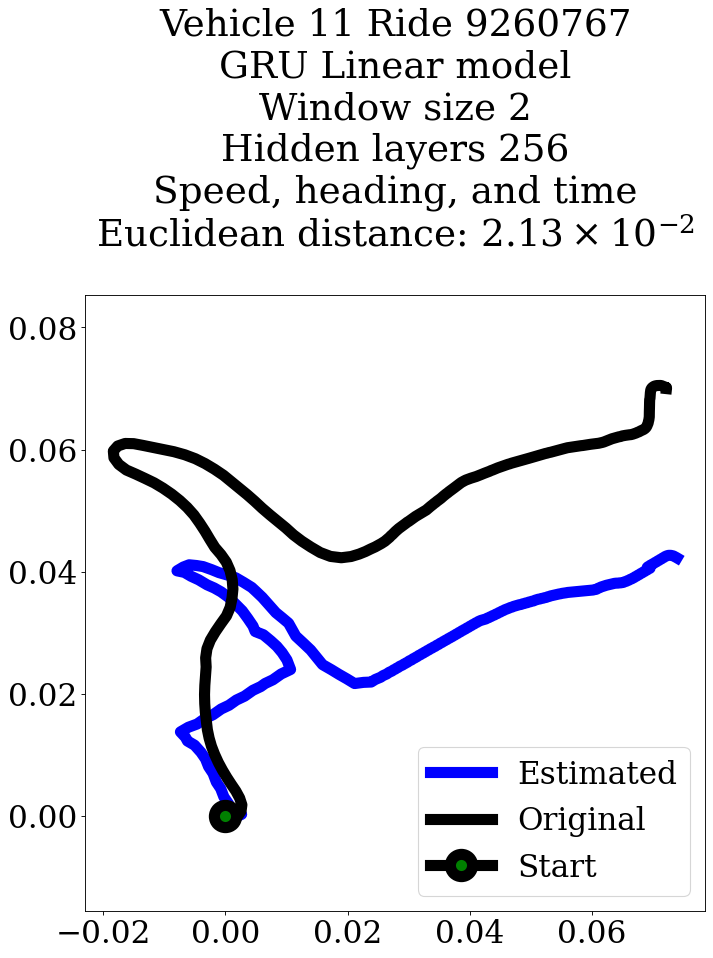 Vehicle 11 Ride 9260767
GRU Linear model
Window size 2
Hidden layers 256
Speed, heading, and time
Euclidean distance: 2.13 × 10⁻²
0.08
0.06
0.04
0.02
0.00
Estimated
Original
Start
−0.02 0.00 0.02 0.04 0.06